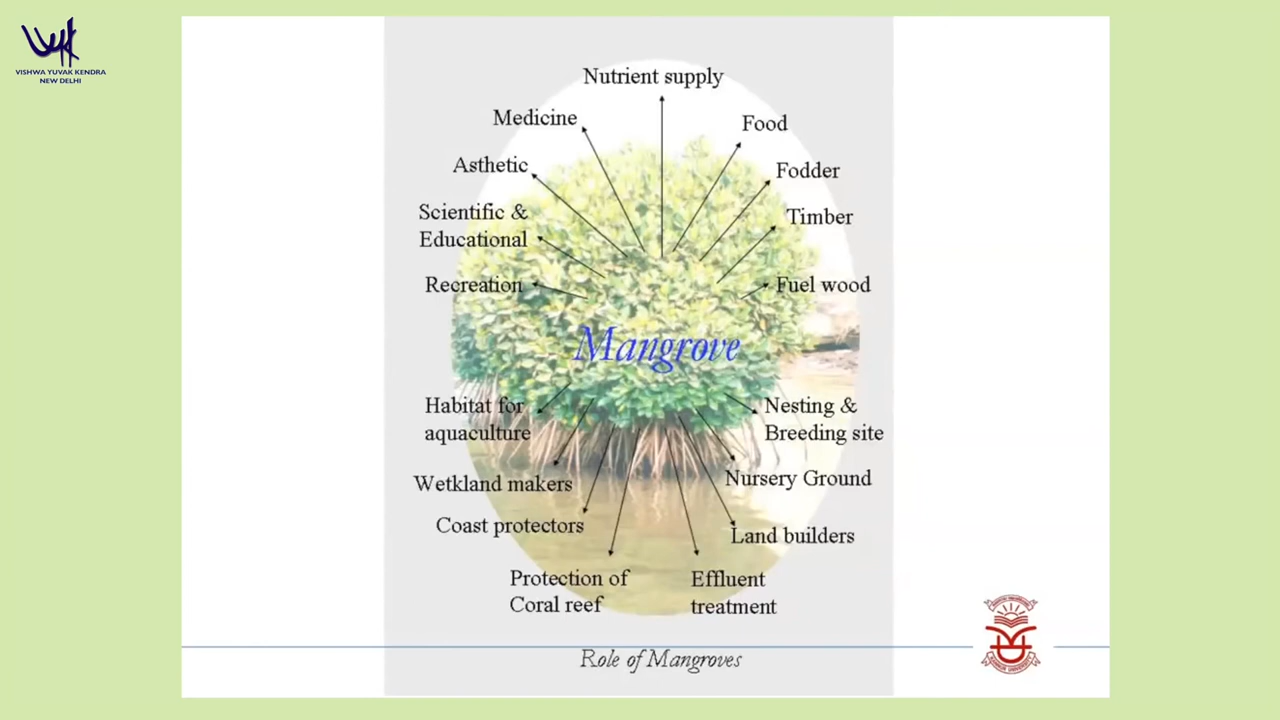 VISHWA YUVAK KENDRA
NEW DELHI
Nutrient supply
Medicine
Food
Asthetic
Fodder
Scientific &
Educational
Timber
Recreation
Fuel wood
Mangrove
Habitat for
aquaculture
Nesting &
Breeding site
Wetkland makers
Nursery Ground
Coast protectors
Land builders
Protection of
Coral reef
Effluent
treatment
Role of Mangroves